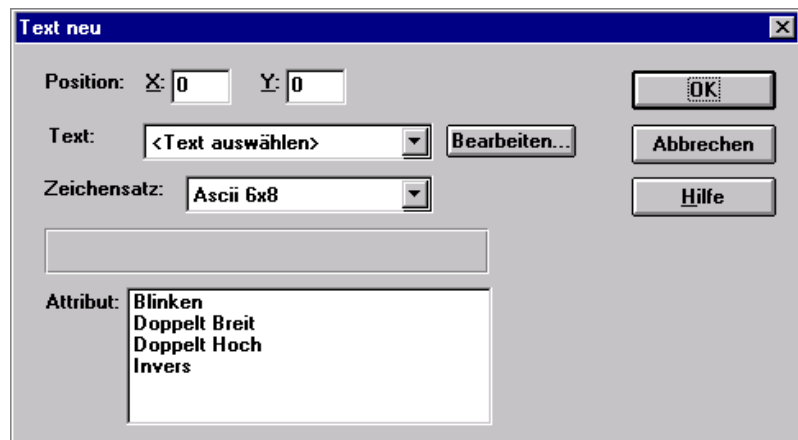 Text neu
Position: X: 0 Y: 0
OK
Text: <Text auswählen> Bearbeiten... Abbrechen
Zeichensatz: Ascii 6x8 Hilfe
Attribut: Blinken
Doppelt Breit
Doppelt Hoch
Invers